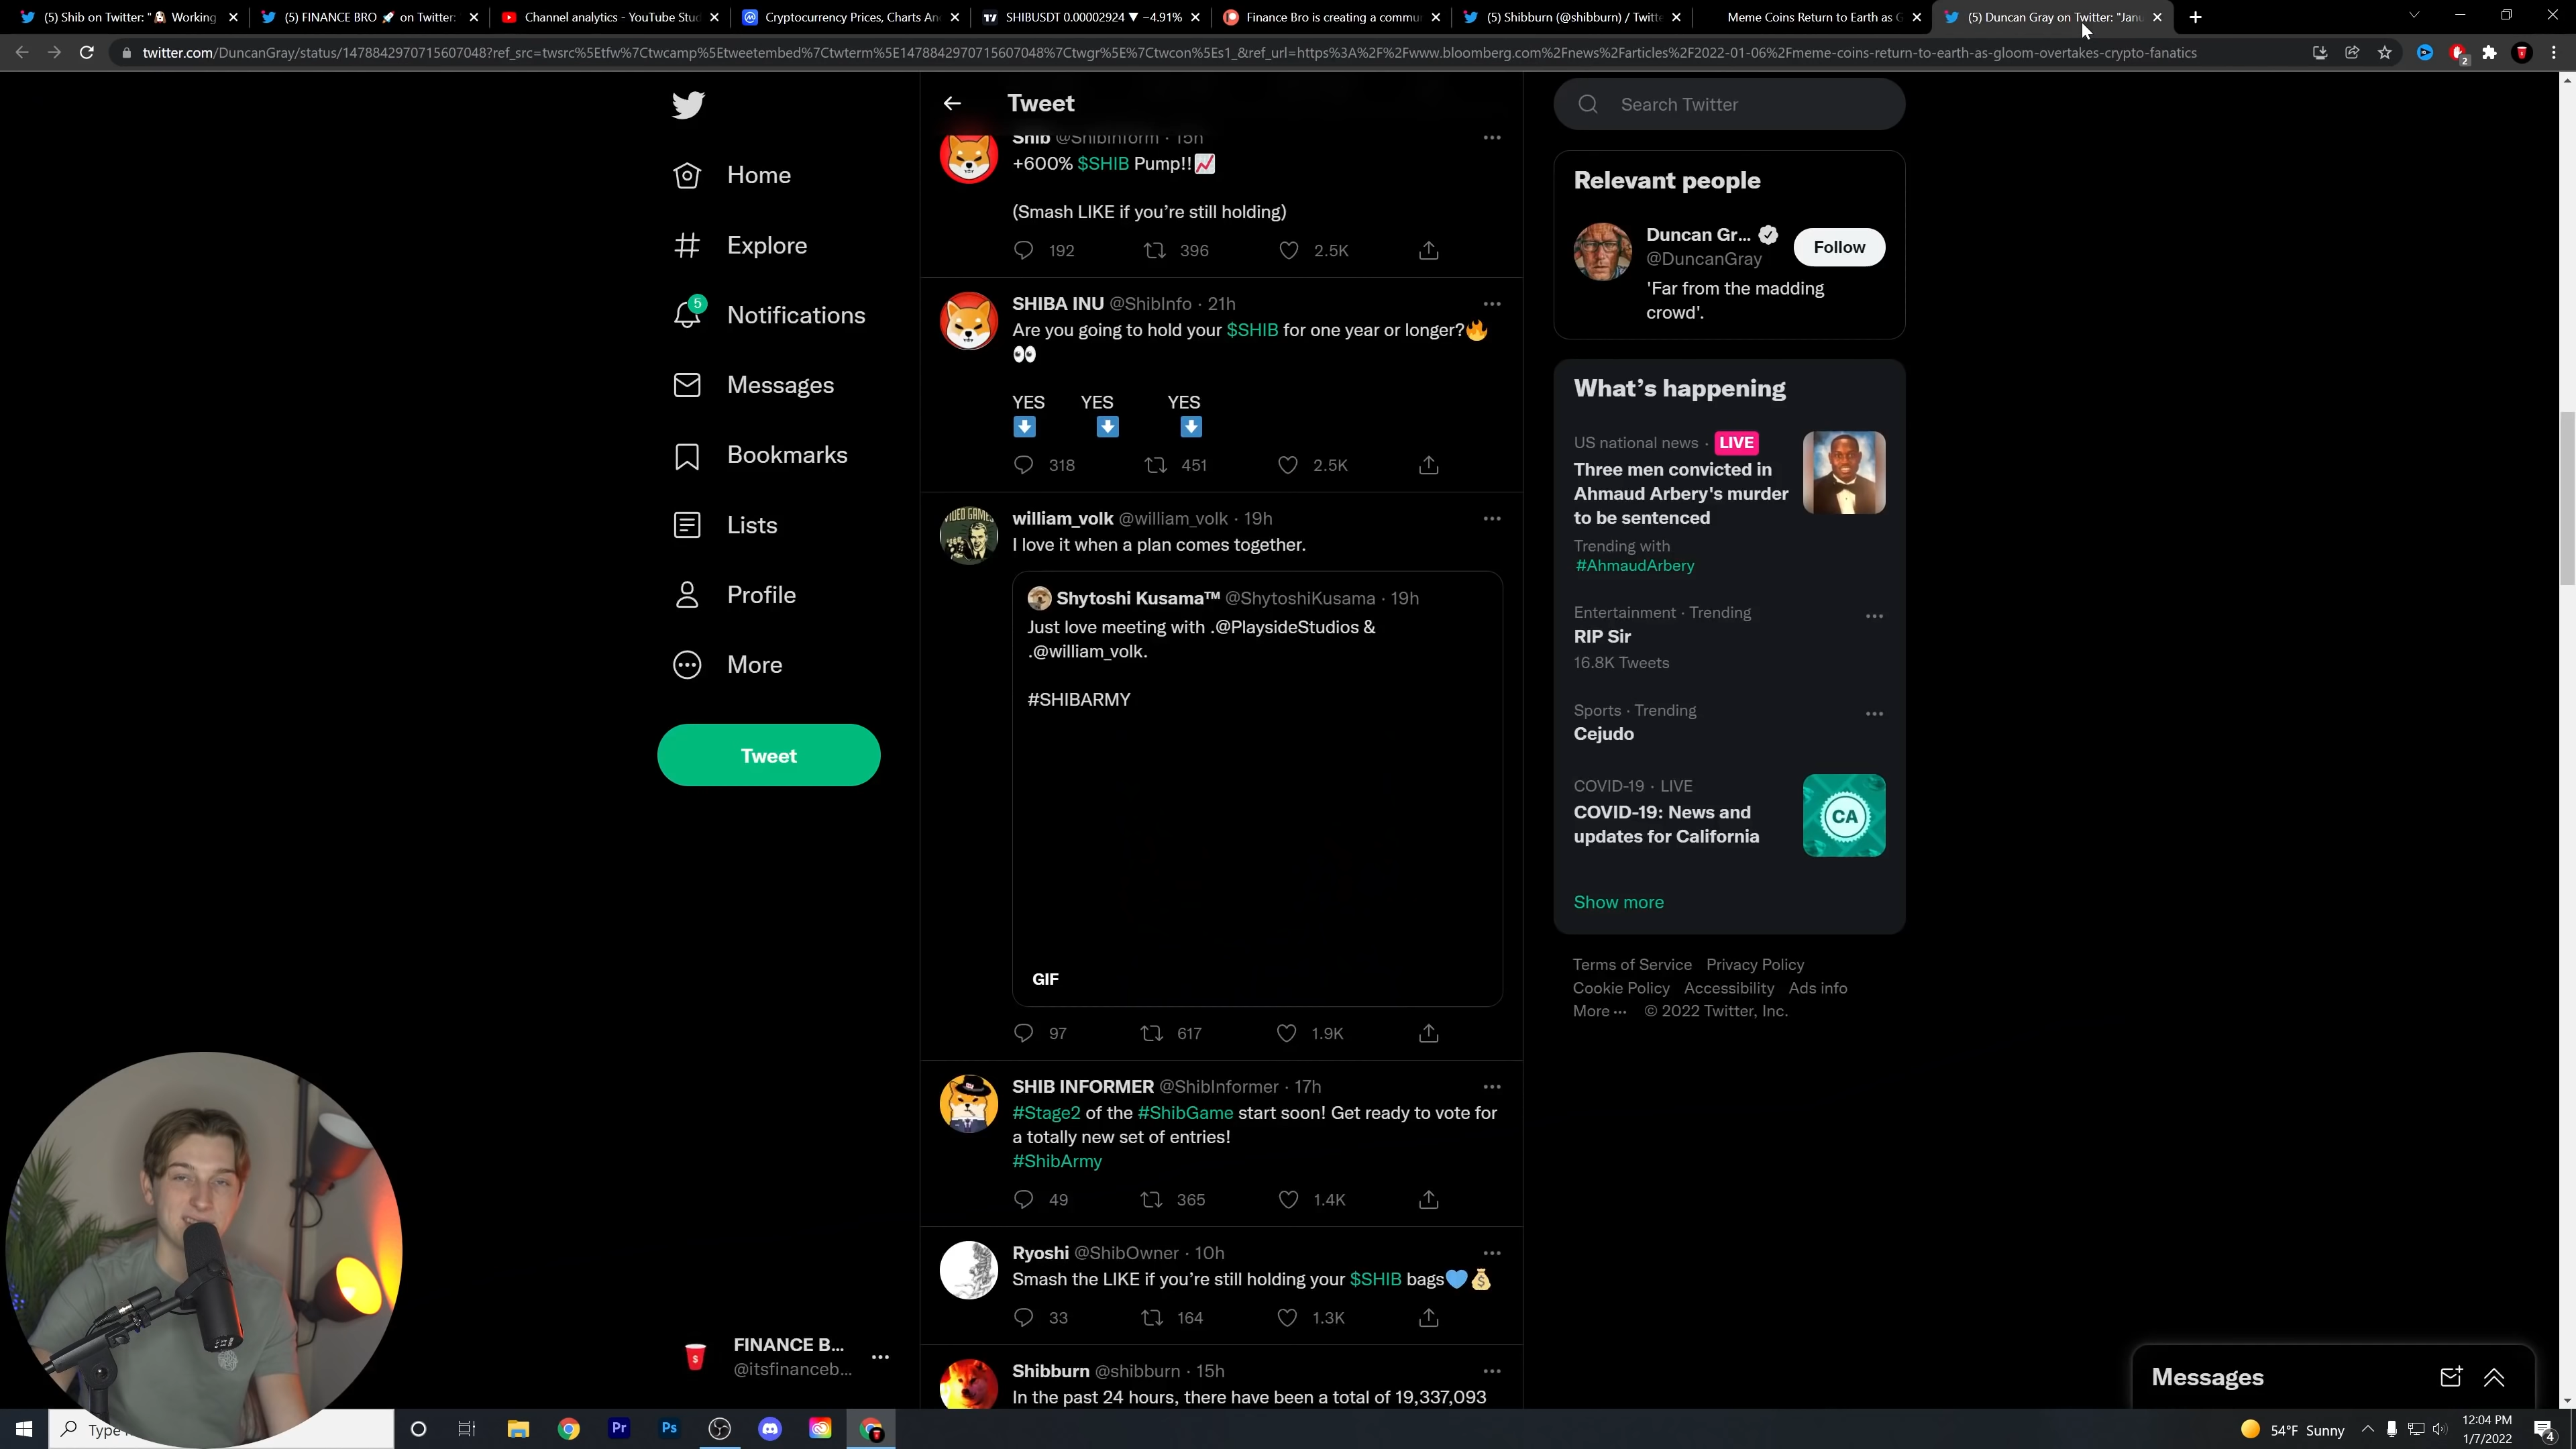 (5) Shib on Twitter: " Working
(5) FINANCE BRO 🚀 on Twitter:
Channel analytics - YouTube Stud
Cryptocurrency Prices, Charts An
SHIBUSDT 0.00002924 ▼ −4.91%
Finance Bro is creating a commu
(5) Shibburn (@shibburn) / Twitte
Meme Coins Return to Earth as G
(5) Duncan Gray on Twitter: "Janu
twitter.com/DuncanGray/status/1478842970715607048?ref_src=twsrc%5Etfw%7Ctwcamp%5Etweetembed%7Ctwterm%5E1478842970715607048%7Ctwgr%5E%7Ctwcon%5Es1_&ref_url=https%3A%2F%2Fwww.bloomberg.com%2Fnews%2Farticles%2F2022-01-06%2Fmeme-coins-return-to-earth-as-gloom-overtakes-crypto-fanatics
2
Home
Explore
5
Notifications
Messages
Bookmarks
Lists
Profile
More
Tweet
FINANCE B...
@itsfinanceb...
Tweet
Shib @ShibInform · 15h
+600% $SHIB Pump!!📈
(Smash LIKE if you’re still holding)
192 396 2.5K
SHIBA INU @ShibInfo · 21h
Are you going to hold your $SHIB for one year or longer?🔥
👀
YES YES YES
⬇️ ⬇️ ⬇️
318 451 2.5K
VIDEO GAMES
william_volk @william_volk · 19h
I love it when a plan comes together.
Shytoshi Kusama™ @ShytoshiKusama · 19h
Just love meeting with .@PlaysideStudios &
.@william_volk.
#SHIBARMY
GIF
97 617 1.9K
SHIB INFORMER @ShibInformer · 17h
#Stage2 of the #ShibGame start soon! Get ready to vote for
a totally new set of entries!
#ShibArmy
49 365 1.4K
Ryoshi @ShibOwner · 10h
Smash the LIKE if you’re still holding your $SHIB bags💙💰
33 164 1.3K
Shibburn @shibburn · 15h
In the past 24 hours, there have been a total of 19,337,093
Search Twitter
Relevant people
Duncan Gr...
@DuncanGray
Follow
'Far from the madding
crowd'.
What’s happening
US national news · LIVE
Three men convicted in
Ahmaud Arbery's murder
to be sentenced
Trending with
#AhmaudArbery
Entertainment · Trending
RIP Sir
16.8K Tweets
Sports · Trending
Cejudo
COVID-19 · LIVE
COVID-19: News and
updates for California
CA
Show more
Terms of Service Privacy Policy
Cookie Policy Accessibility Ads info
More ··· © 2022 Twitter, Inc.
Messages
Type
Pr
Ps
54°F Sunny
12:04 PM
1/7/2022
4